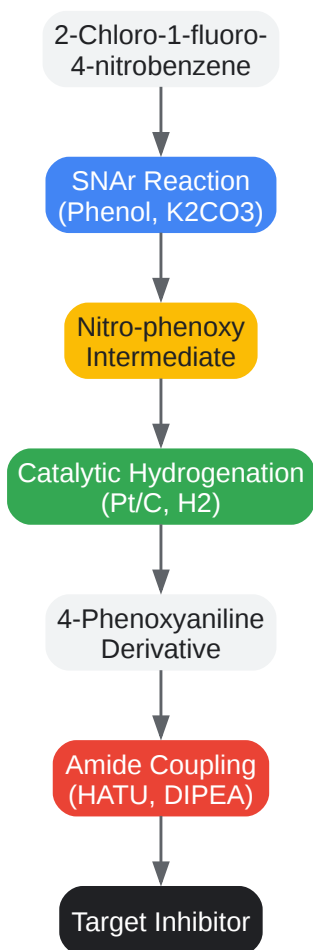 2-Chloro-1-fluoro-
4-nitrobenzene
SNAr Reaction
(Phenol, K2CO3)
Nitro-phenoxy
Intermediate
Catalytic Hydrogenation
(Pt/C, H2)
4-Phenoxyaniline
Derivative
Amide Coupling
(HATU, DIPEA)
Target Inhibitor